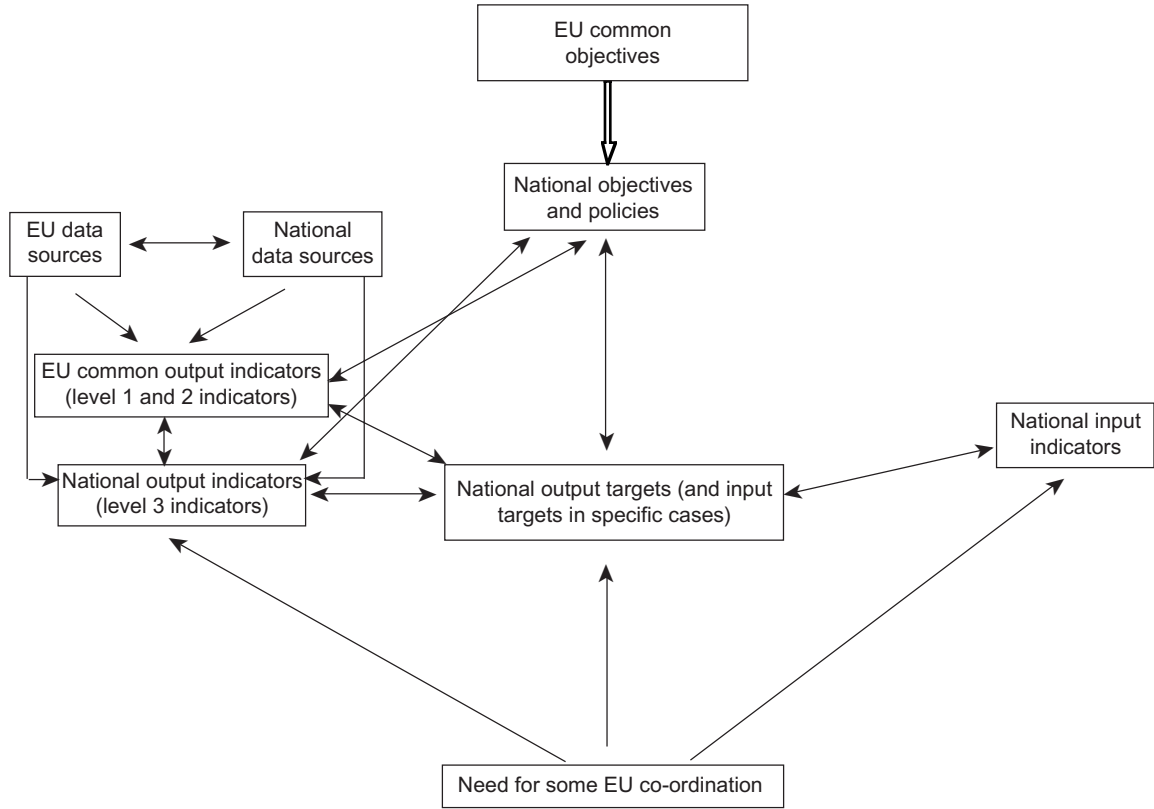 EU common
objectives
National objectives
and policies
EU data
sources
National
data sources
EU common output indicators
(level 1 and 2 indicators)
National input
indicators
National output indicators
(level 3 indicators)
National output targets (and input
targets in specific cases)
Need for some EU co-ordination